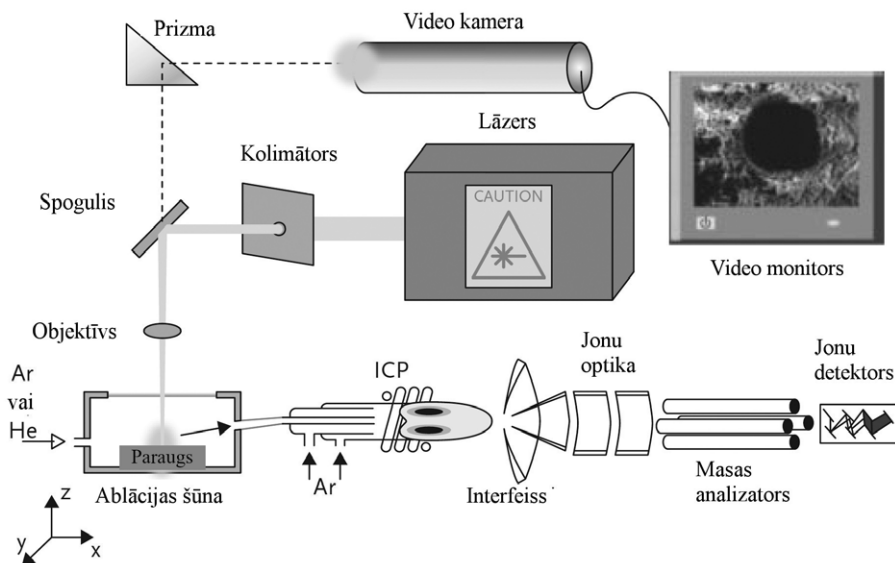 Prizma
Video kamera
Lāzers
Kolimātors
CAUTION
Spogulis
Video monitors
Objektīvs
Ar
vai
He
ICP
Jonu
optika
Jonu
detektors
Paraugs
Ar
Ablācijas šūna
Interfeiss
Masas
analizators
z
y
x